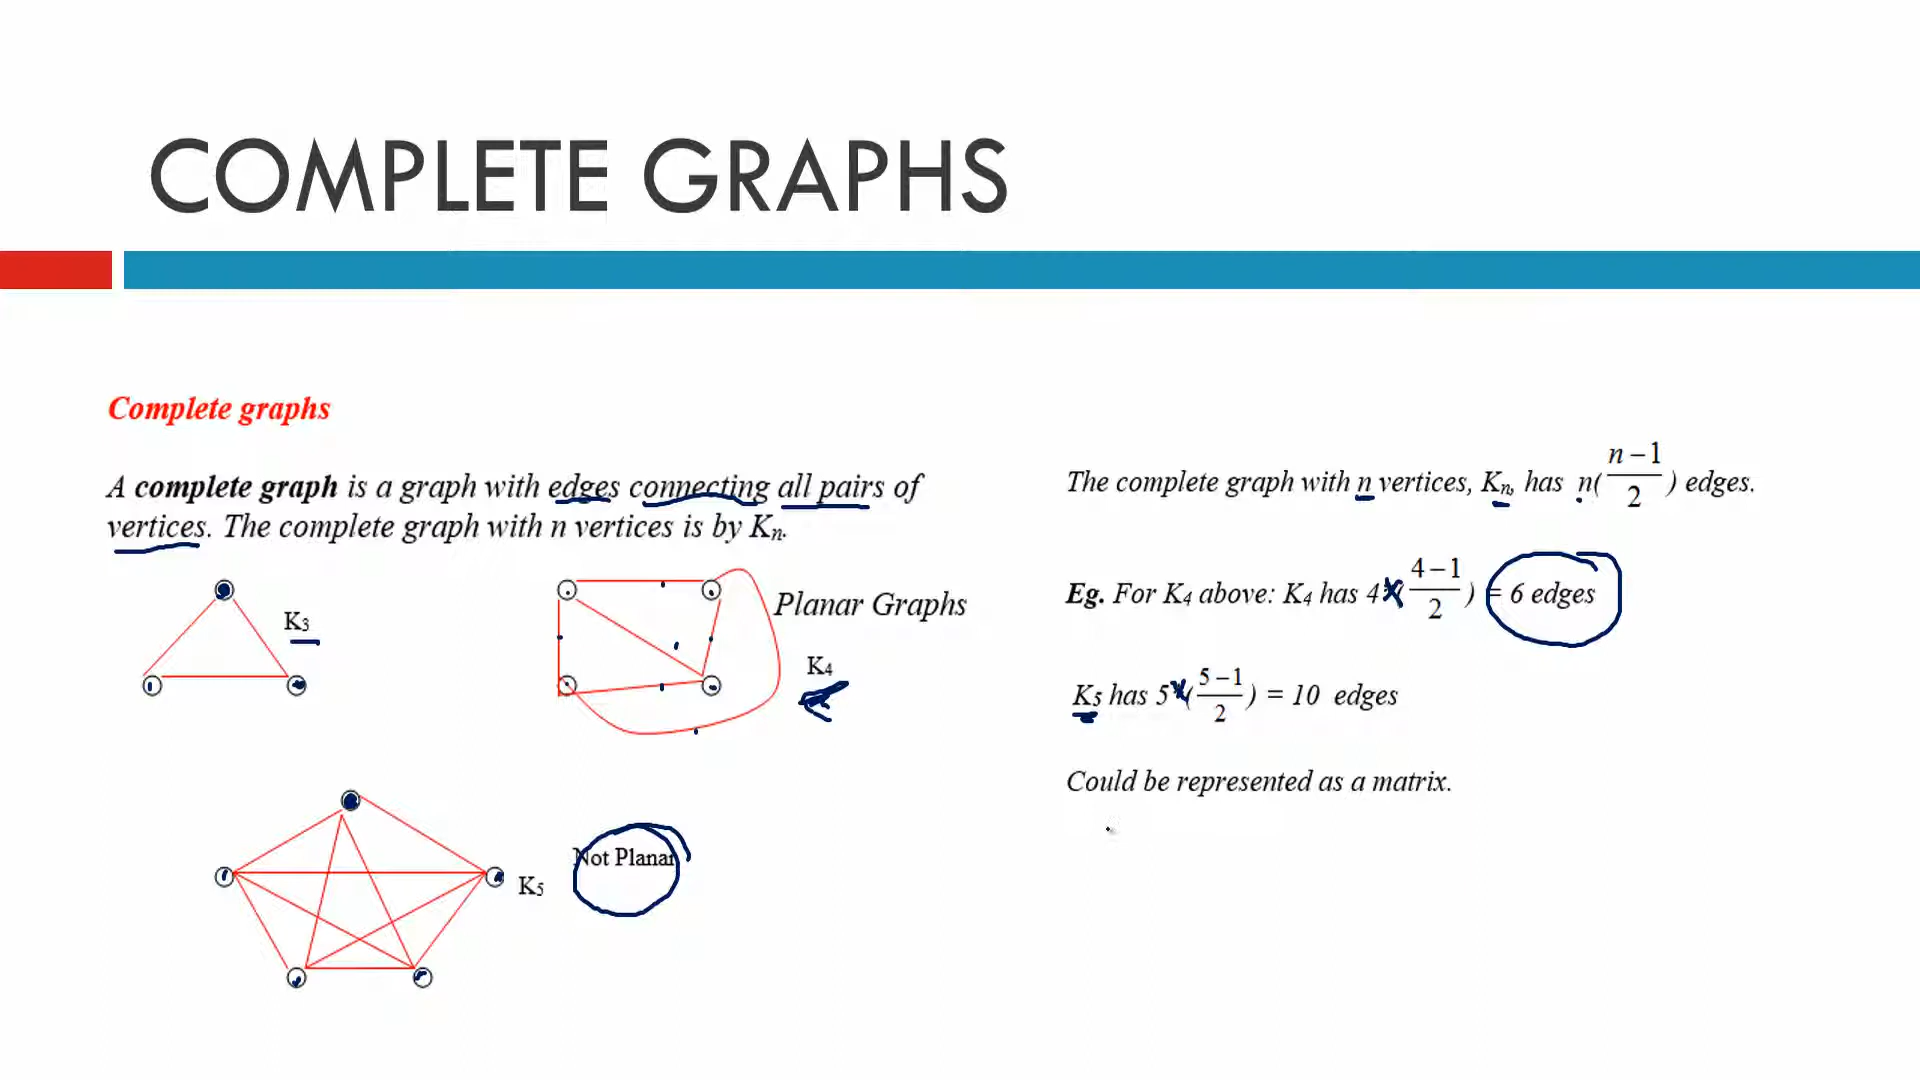 COMPLETE GRAPHS
Complete graphs
A complete graph is a graph with edges connecting all pairs of
vertices. The complete graph with n vertices is by Kn.
K3
Planar Graphs
K4
K5
Not Planar
The complete graph with n vertices, Kn, has n( n – 1 / 2 ) edges.
Eg. For K4 above: K4 has 4×( 4 – 1 / 2 ) = 6 edges
K5 has 5×( 5 – 1 / 2 ) = 10 edges
Could be represented as a matrix.